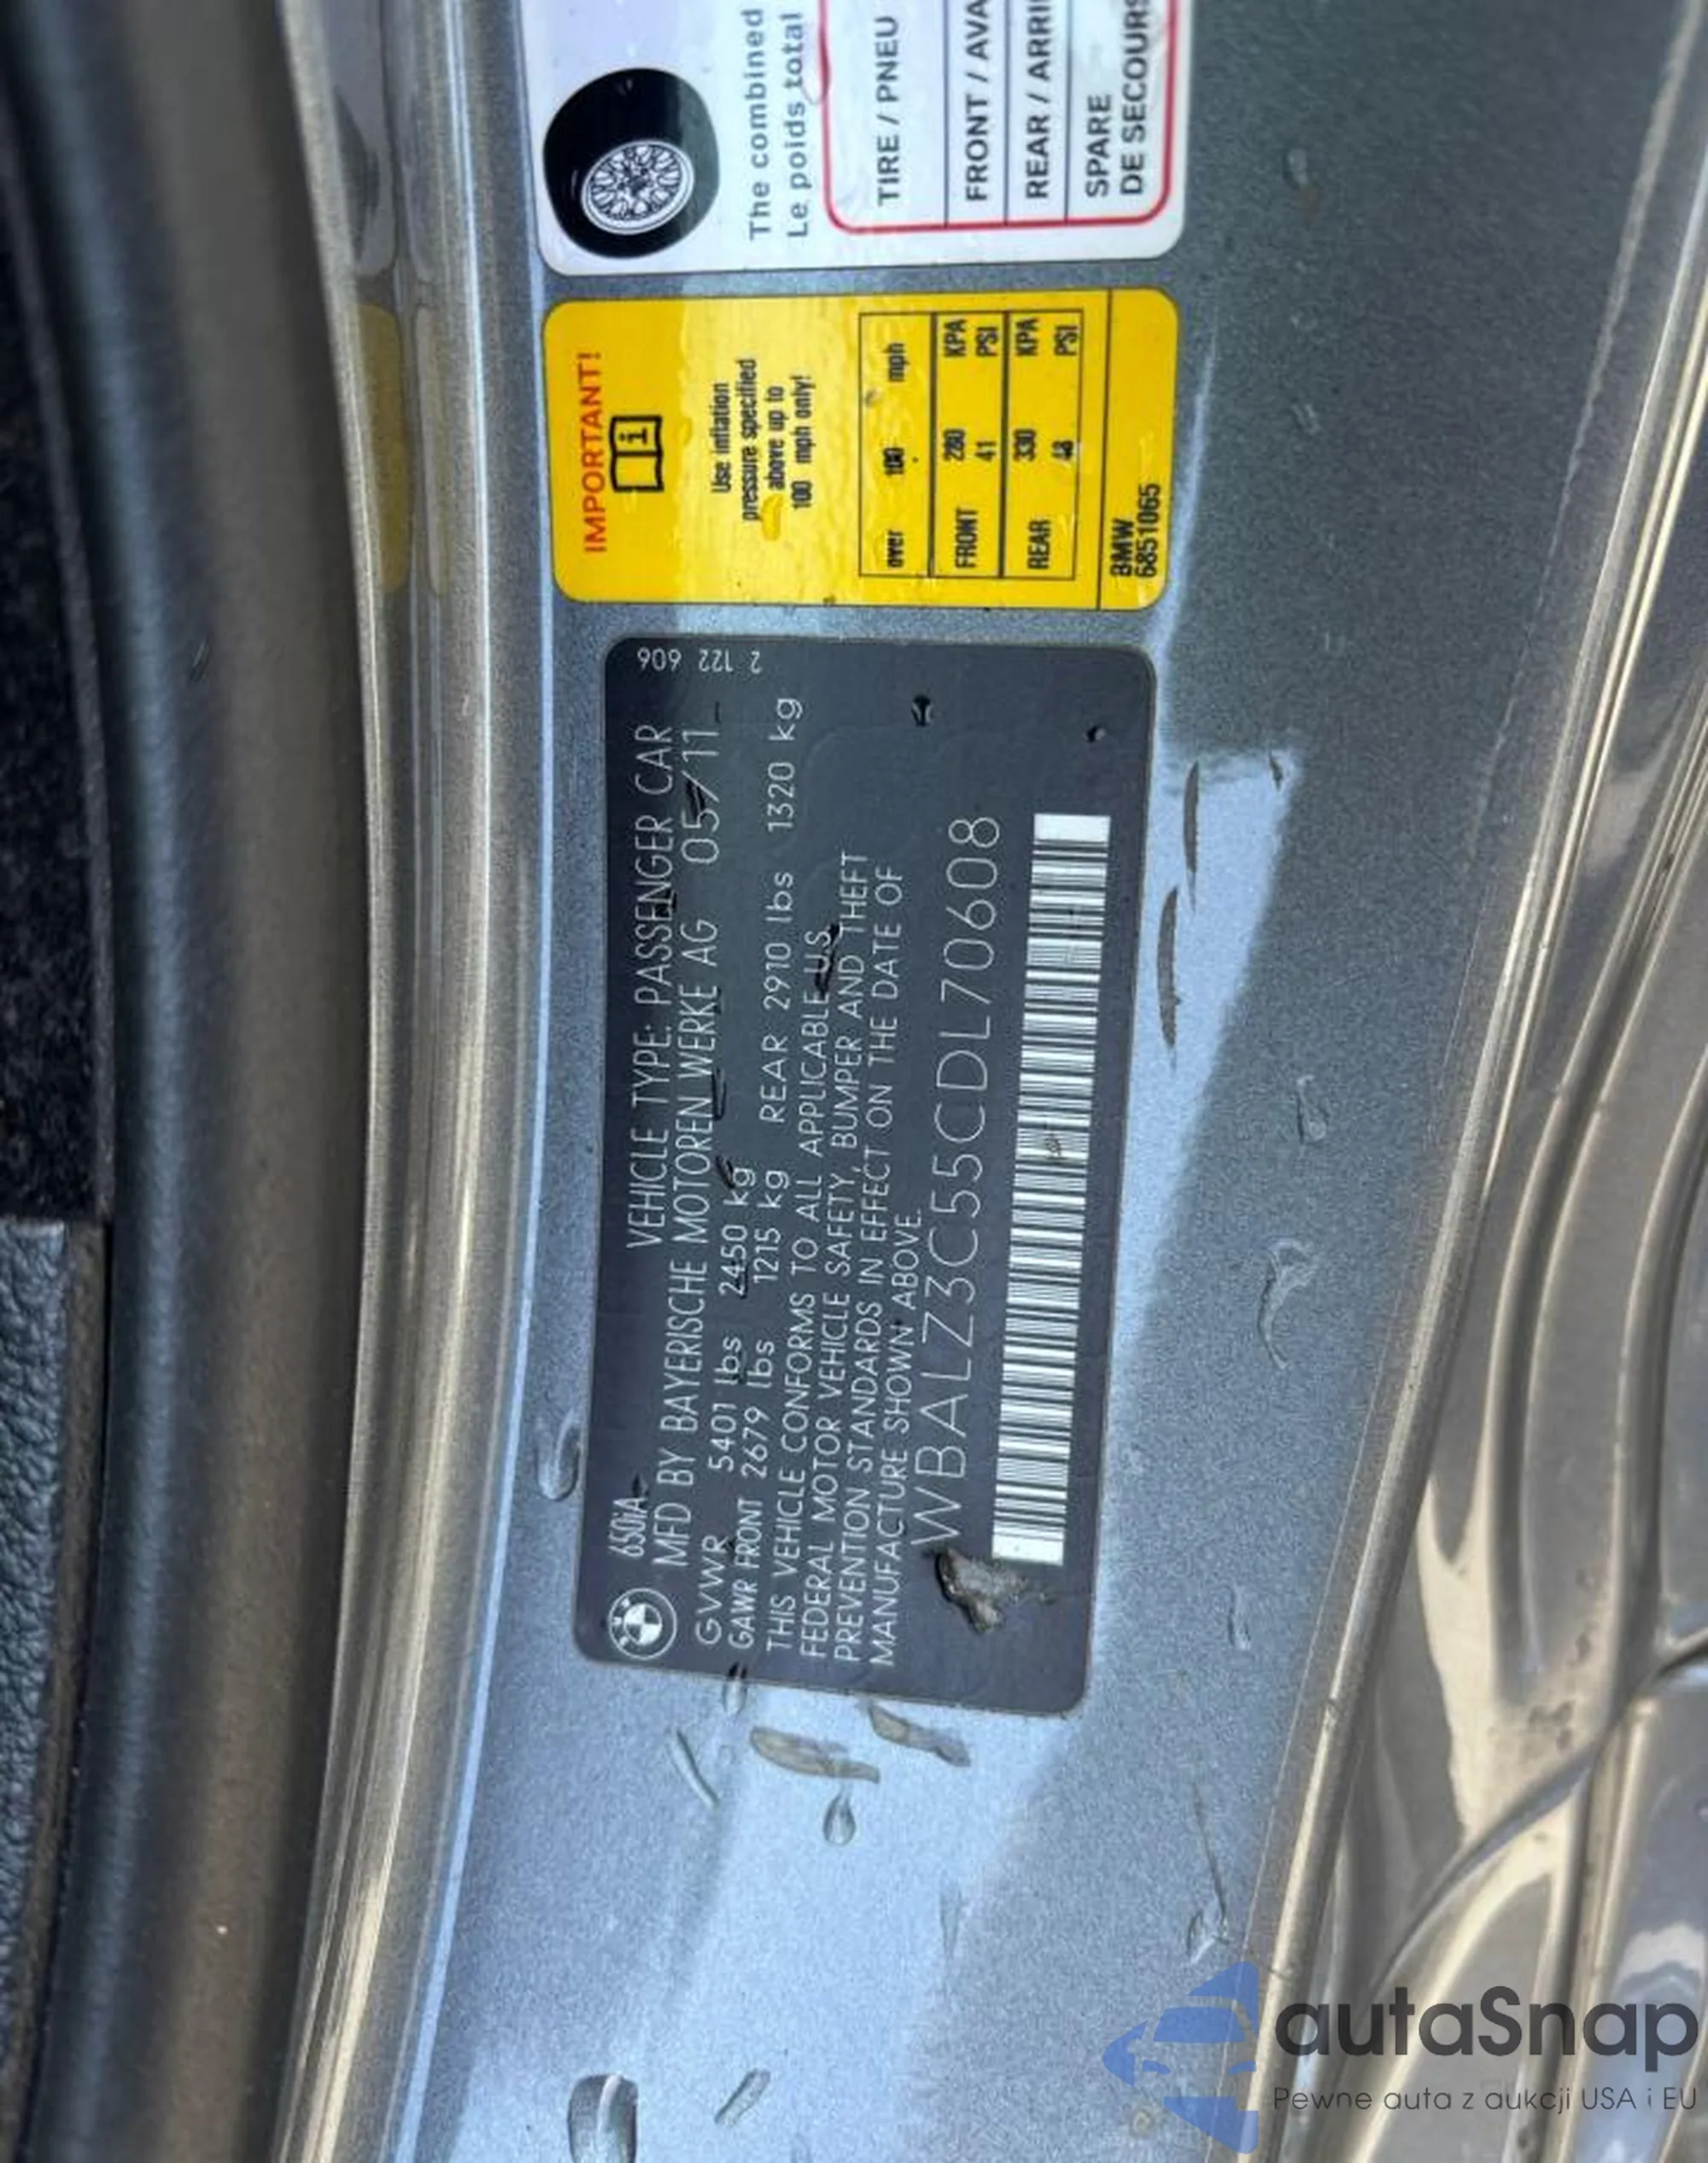 The combined
Le poids total
TIRE / PNEU
FRONT / AVA
REAR / ARRI
SPARE
DE SECOURS
IMPORTANT!
Use inflation
pressure specified
above up to
100 mph only!
over 100 mph
FRONT 280 KPA
41 PSI
REAR 330 KPA
48 PSI
BMW
6851065
2 122 606
650iA VEHICLE TYPE: PASSENGER CAR
MFD BY BAYERISCHE MOTOREN WERKE AG 05/11
GVWR 5401 lbs 2450 kg
GAWR FRONT 2679 lbs 1215 kg REAR 2910 lbs 1320 kg
THIS VEHICLE CONFORMS TO ALL APPLICABLE U.S.
FEDERAL MOTOR VEHICLE SAFETY, BUMPER AND THEFT
PREVENTION STANDARDS IN EFFECT ON THE DATE OF
MANUFACTURE SHOWN ABOVE.
WBALZ3C55CDL70608
autaSnap
Pewne auta z aukcji USA i EU